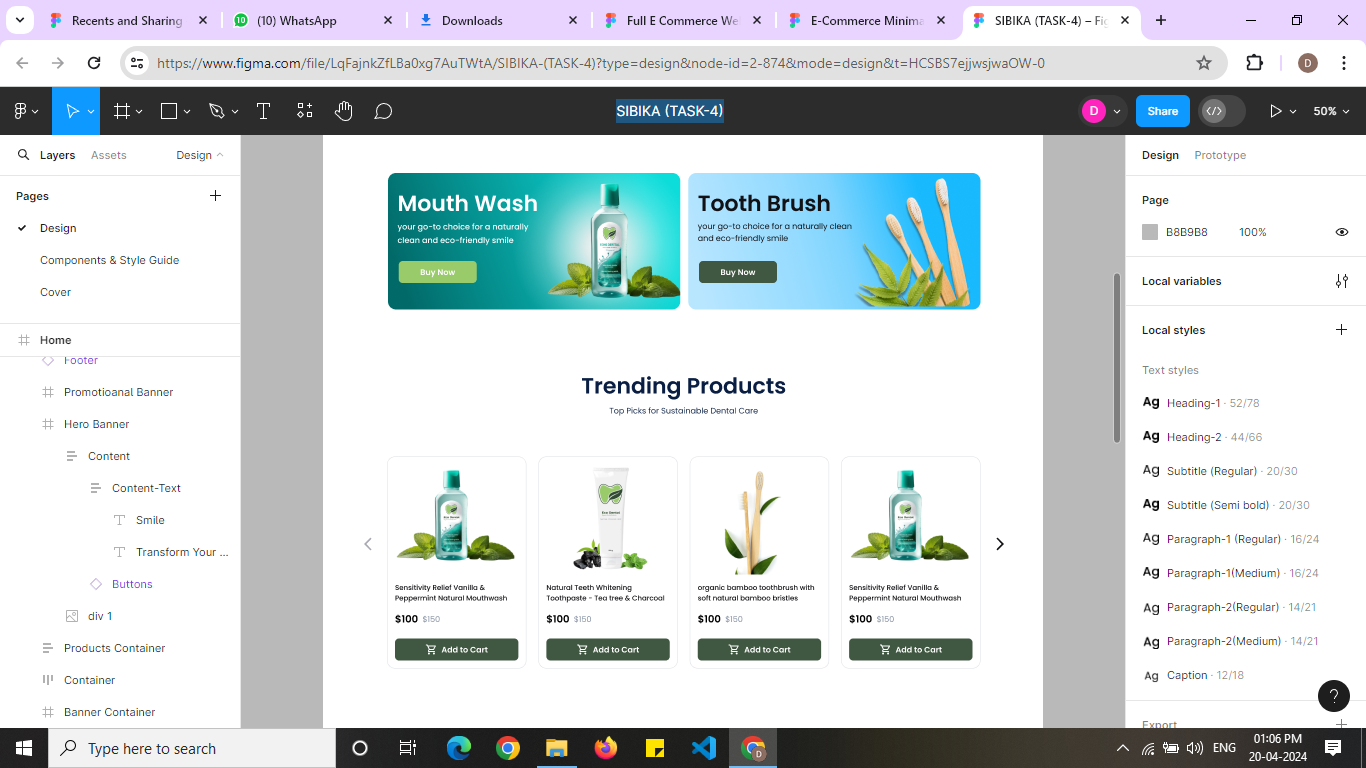 Recents and Sharing
(10) WhatsApp
Downloads
Full E Commerce We
E-Commerce Minima
SIBIKA (TASK-4) – Fig
https://www.figma.com/file/LqFajnkZfLBa0xg7AuTWtA/SIBIKA-(TASK-4)?type=design&node-id=2-874&mode=design&t=HCSBS7ejjwsjwaOW-0
D
SIBIKA (TASK-4)
D
Share
50%
Layers
Assets
Design
Pages
Design
Components & Style Guide
Cover
Home
Footer
Promotioanal Banner
Hero Banner
Content
Content-Text
Smile
Transform Your ...
Buttons
div 1
Products Container
Container
Banner Container
Mouth Wash
your go-to choice for a naturally
clean and eco-friendly smile
Buy Now
Tooth Brush
your go-to choice for a naturally clean
and eco-friendly smile
Buy Now
Trending Products
Top Picks for Sustainable Dental Care
Sensitivity Relief Vanilla &
Peppermint Natural Mouthwash
$100 $150
Add to Cart
Natural Teeth Whitening
Toothpaste - Tea tree & Charcoal
$100 $150
Add to Cart
organic bamboo toothbrush with
soft natural bamboo bristles
$100 $150
Add to Cart
Sensitivity Relief Vanilla &
Peppermint Natural Mouthwash
$100 $150
Add to Cart
Design
Prototype
Page
B8B9B8
100%
Local variables
Local styles
Text styles
Ag Heading-1 · 52/78
Ag Heading-2 · 44/66
Ag Subtitle (Regular) · 20/30
Ag Subtitle (Semi bold) · 20/30
Ag Paragraph-1 (Regular) · 16/24
Ag Paragraph-1(Medium) · 16/24
Ag Paragraph-2(Regular) · 14/21
Ag Paragraph-2(Medium) · 14/21
Ag Caption · 12/18
Export
?
Type here to search
D
ENG
01:06 PM
20-04-2024